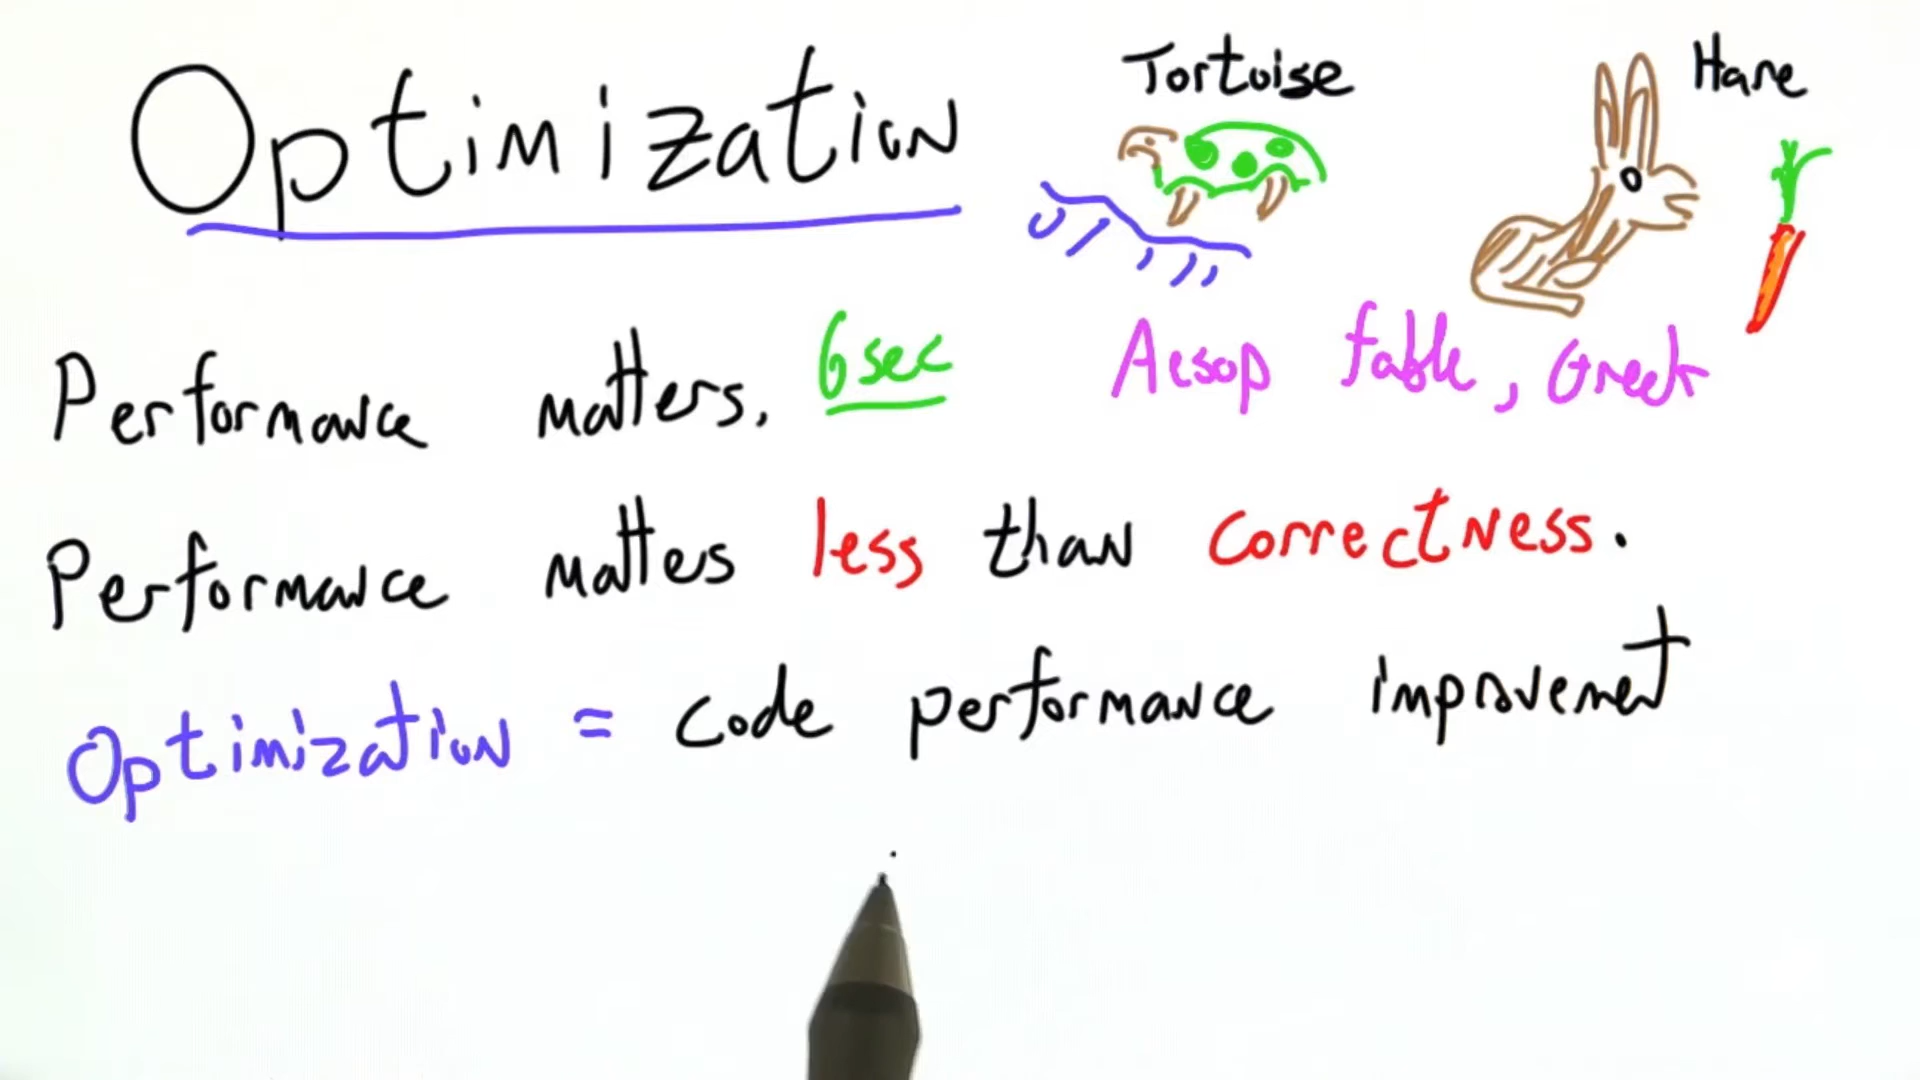 Optimization
Tortoise
Hare
Performance matters, 6sec
Aesop fable, Greek
Performance matters less than correctness.
Optimization = code performance improvement